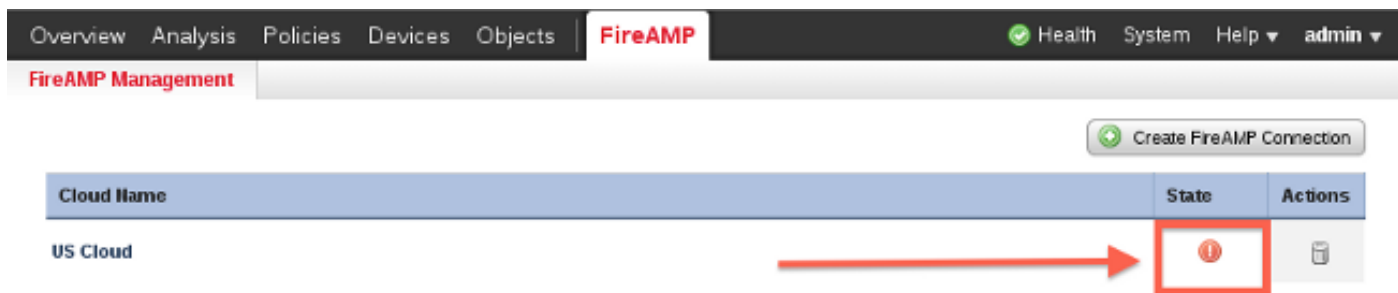 Overview Analysis Policies Devices Objects FireAMP Health System Help admin
FireAMP Management
Create FireAMP Connection
Cloud Name State Actions
US Cloud